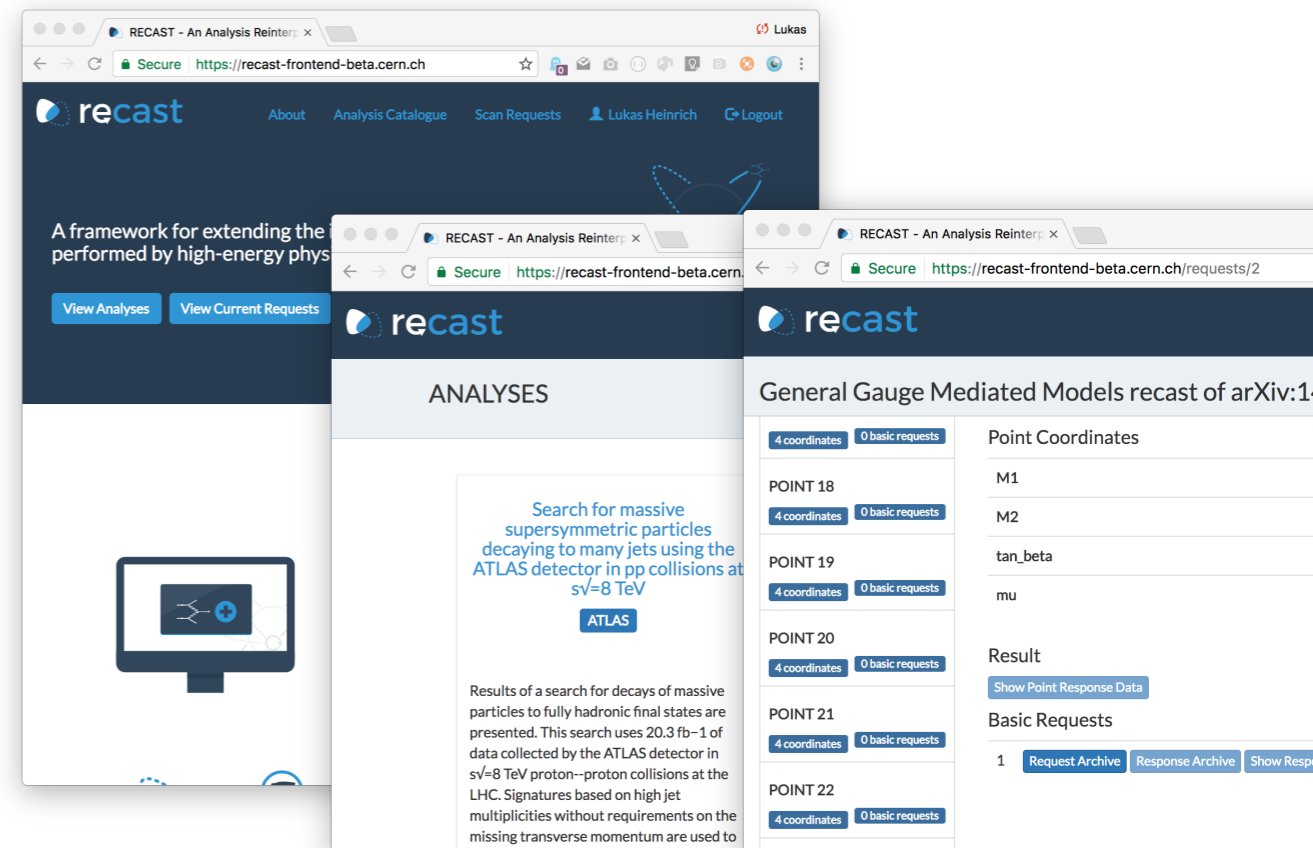 RECAST - An Analysis Reinterp ×
Lukas
Secure https://recast-frontend-beta.cern.ch
0
recast
About Analysis Catalogue Scan Requests Lukas Heinrich Logout
A framework for extending the
performed by high-energy
View Analyses View Current Requests
RECAST - An Analysis Reinterp ×
Secure https://recast-frontend-beta.cern.
recast
ANALYSES
Search for massive
supersymmetric particles
decaying to many jets using the
ATLAS detector in pp collisions at
s√=8 TeV
ATLAS
Results of a search for decays of massive
particles to fully hadronic final states are
presented. This search uses 20.3 fb−1 of
data collected by the ATLAS detector in
s√=8 TeV proton--proton collisions at the
LHC. Signatures based on high jet
multiplicities without requirements on the
missing transverse momentum are used to
RECAST - An Analysis Reinterp ×
Secure https://recast-frontend-beta.cern.ch/requests/2
recast
General Gauge Mediated Models recast of arXiv:14
4 coordinates 0 basic requests
POINT 18
4 coordinates 0 basic requests
POINT 19
4 coordinates 0 basic requests
POINT 20
4 coordinates 0 basic requests
POINT 21
4 coordinates 0 basic requests
POINT 22
4 coordinates 0 basic requests
Point Coordinates
M1
M2
tan_beta
mu
Result
Show Point Response Data
Basic Requests
1 Request Archive Response Archive Show Resp